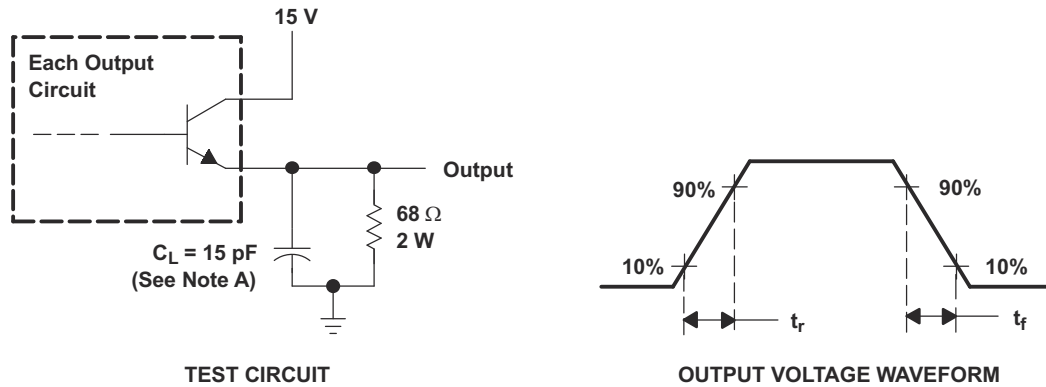 15 V
Each Output
Circuit
Output
68 Ω
2 W
C_L = 15 pF
(See Note A)
TEST CIRCUIT
90%
90%
10%
10%
t_r
t_f
OUTPUT VOLTAGE WAVEFORM